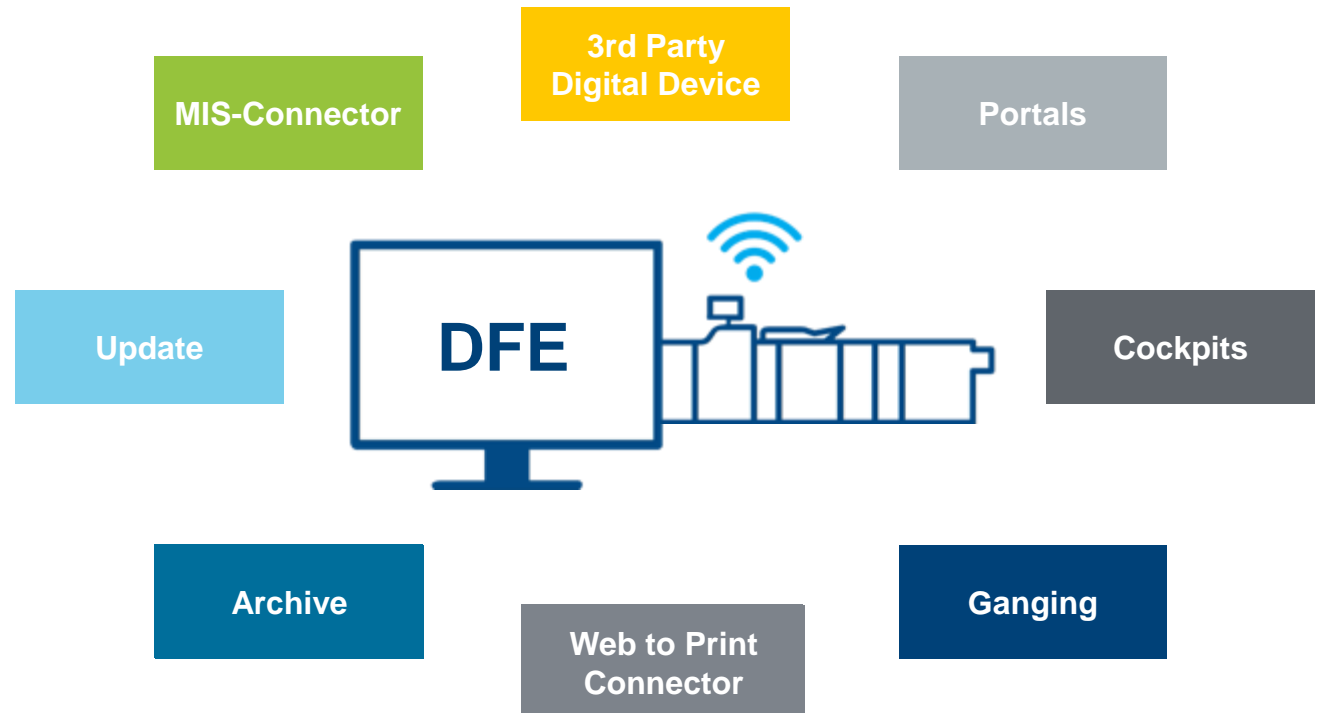 3rd Party
Digital Device
MIS-Connector
Portals
Update
DFE
Cockpits
Archive
Ganging
Web to Print
Connector